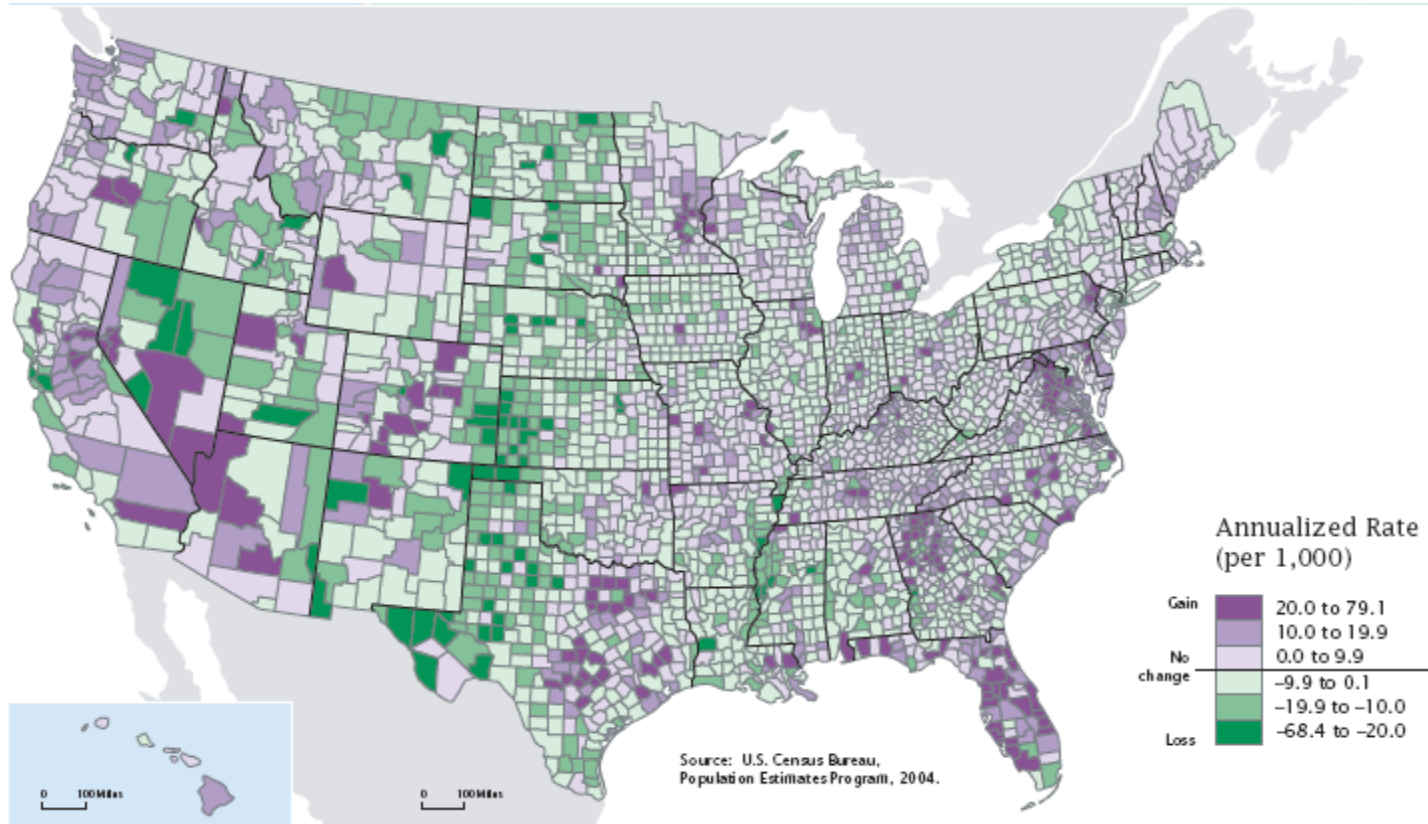 Annualized Rate
(per 1,000)
Gain
20.0 to 79.1
10.0 to 19.9
No
change
0.0 to 9.9
–9.9 to 0.1
–19.9 to –10.0
Loss
–68.4 to –20.0
Source: U.S. Census Bureau,
Population Estimates Program, 2004.
0 100 Miles
0 100 Miles